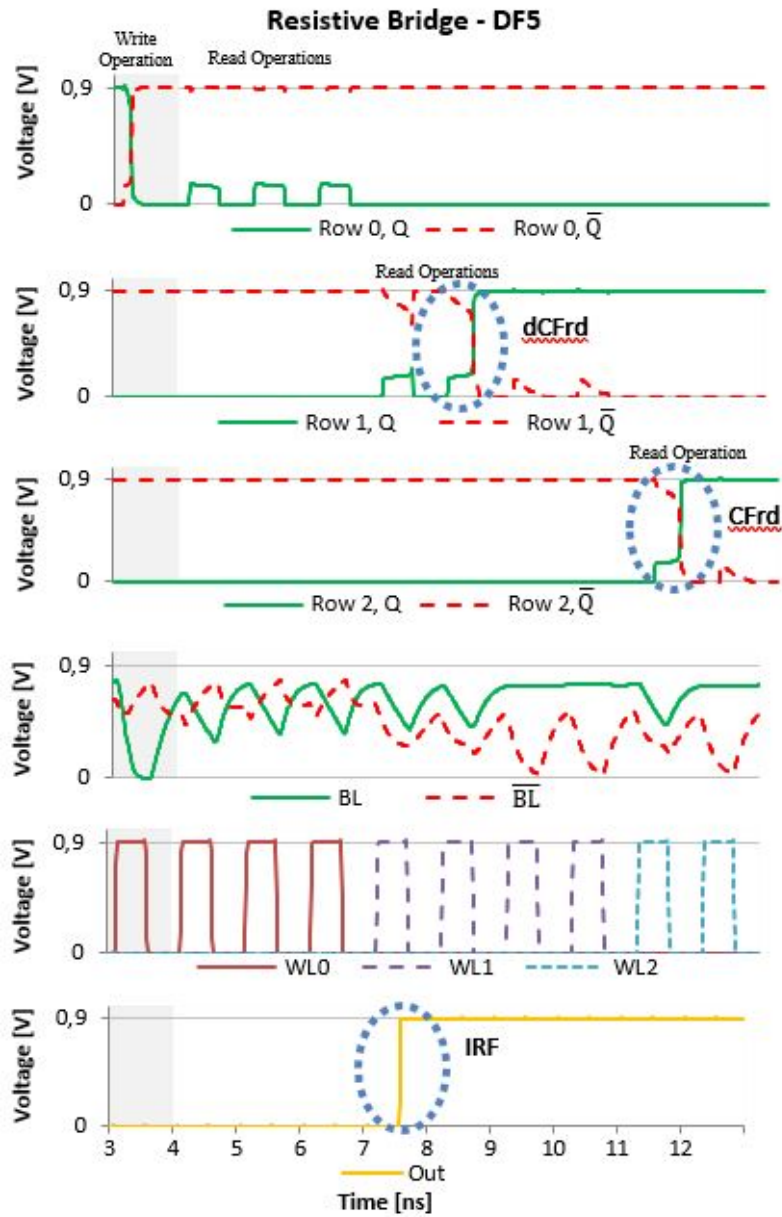 Resistive Bridge - DF5
Write
Operation
Read Operations
Voltage [V]
0,9
0
Row 0, Q
Row 0, Q̅
Read Operations
Voltage [V]
0,9
0
dCFrd
Row 1, Q
Row 1, Q̅
Read Operation
Voltage [V]
0,9
0
CFrd
Row 2, Q
Row 2, Q̅
Voltage [V]
0,9
0
BL
B̅L̅
Voltage [V]
0,9
0
WL0
WL1
WL2
Voltage [V]
0,9
0
IRF
3 4 5 6 7 8 9 10 11 12
Out
Time [ns]